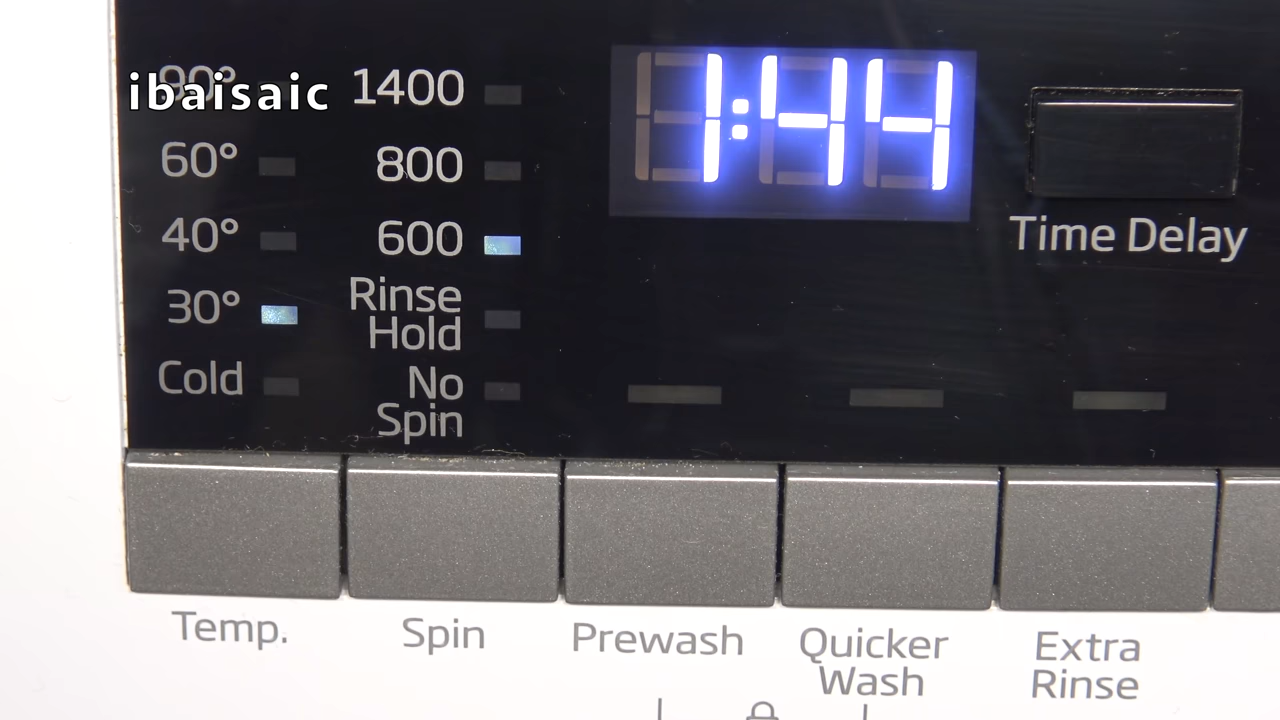 ibaisaic
90°
60°
40°
30°
Cold
1400
800
600
Rinse
Hold
No
Spin
1:44
Time Delay
Temp.
Spin
Prewash
Quicker
Wash
Extra
Rinse